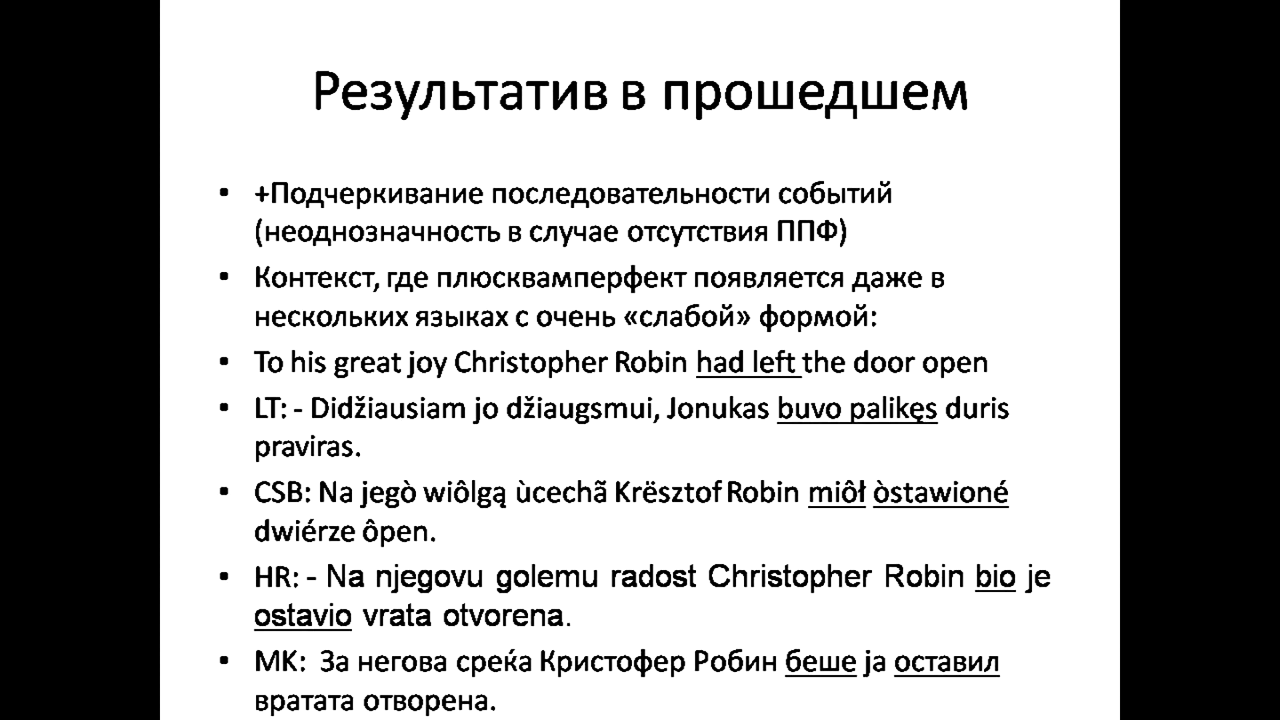 Результатив в прошедшем
• +Подчеркивание последовательности событий
(неоднозначность в случае отсутствия ППФ)
• Контекст, где плюсквамперфект появляется даже в
нескольких языках с очень «слабой» формой:
• To his great joy Christopher Robin had left the door open
• LT: - Didžiausiam jo džiaugsmui, Jonukas buvo palikęs duris
praviras.
• CSB: Na jegò wiôlgą ùcechã Krësztof Robin miôł òstawioné
dwiérze ôpen.
• HR: - Na njegovu golemu radost Christopher Robin bio je
ostavio vrata otvorena.
• MK: За негова среќа Кристофер Робин беше ја оставил
вратата отворена.